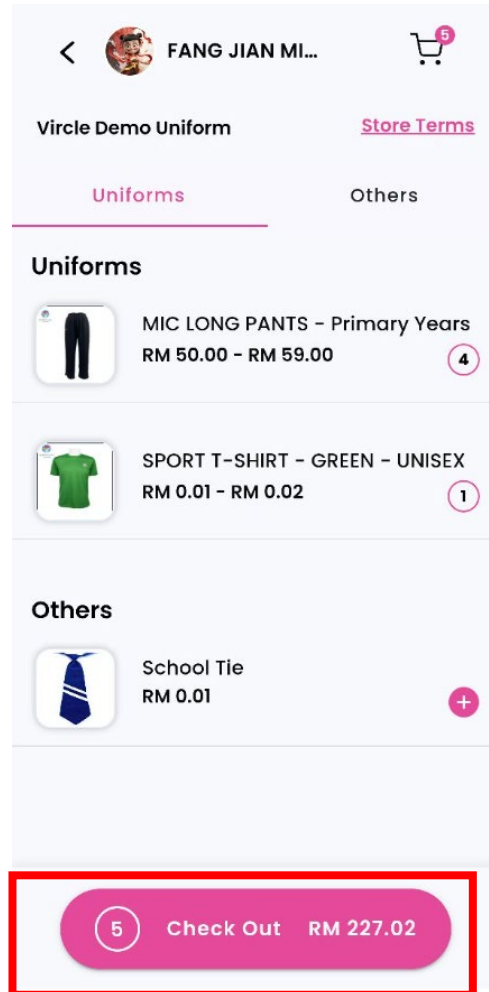 FANG JIAN MI...
5
Vircle Demo Uniform
Store Terms
Uniforms
Others
Uniforms
MIC LONG PANTS - Primary Years
RM 50.00 - RM 59.00
4
SPORT T-SHIRT - GREEN - UNISEX
RM 0.01 - RM 0.02
1
Others
School Tie
RM 0.01
5 Check Out RM 227.02